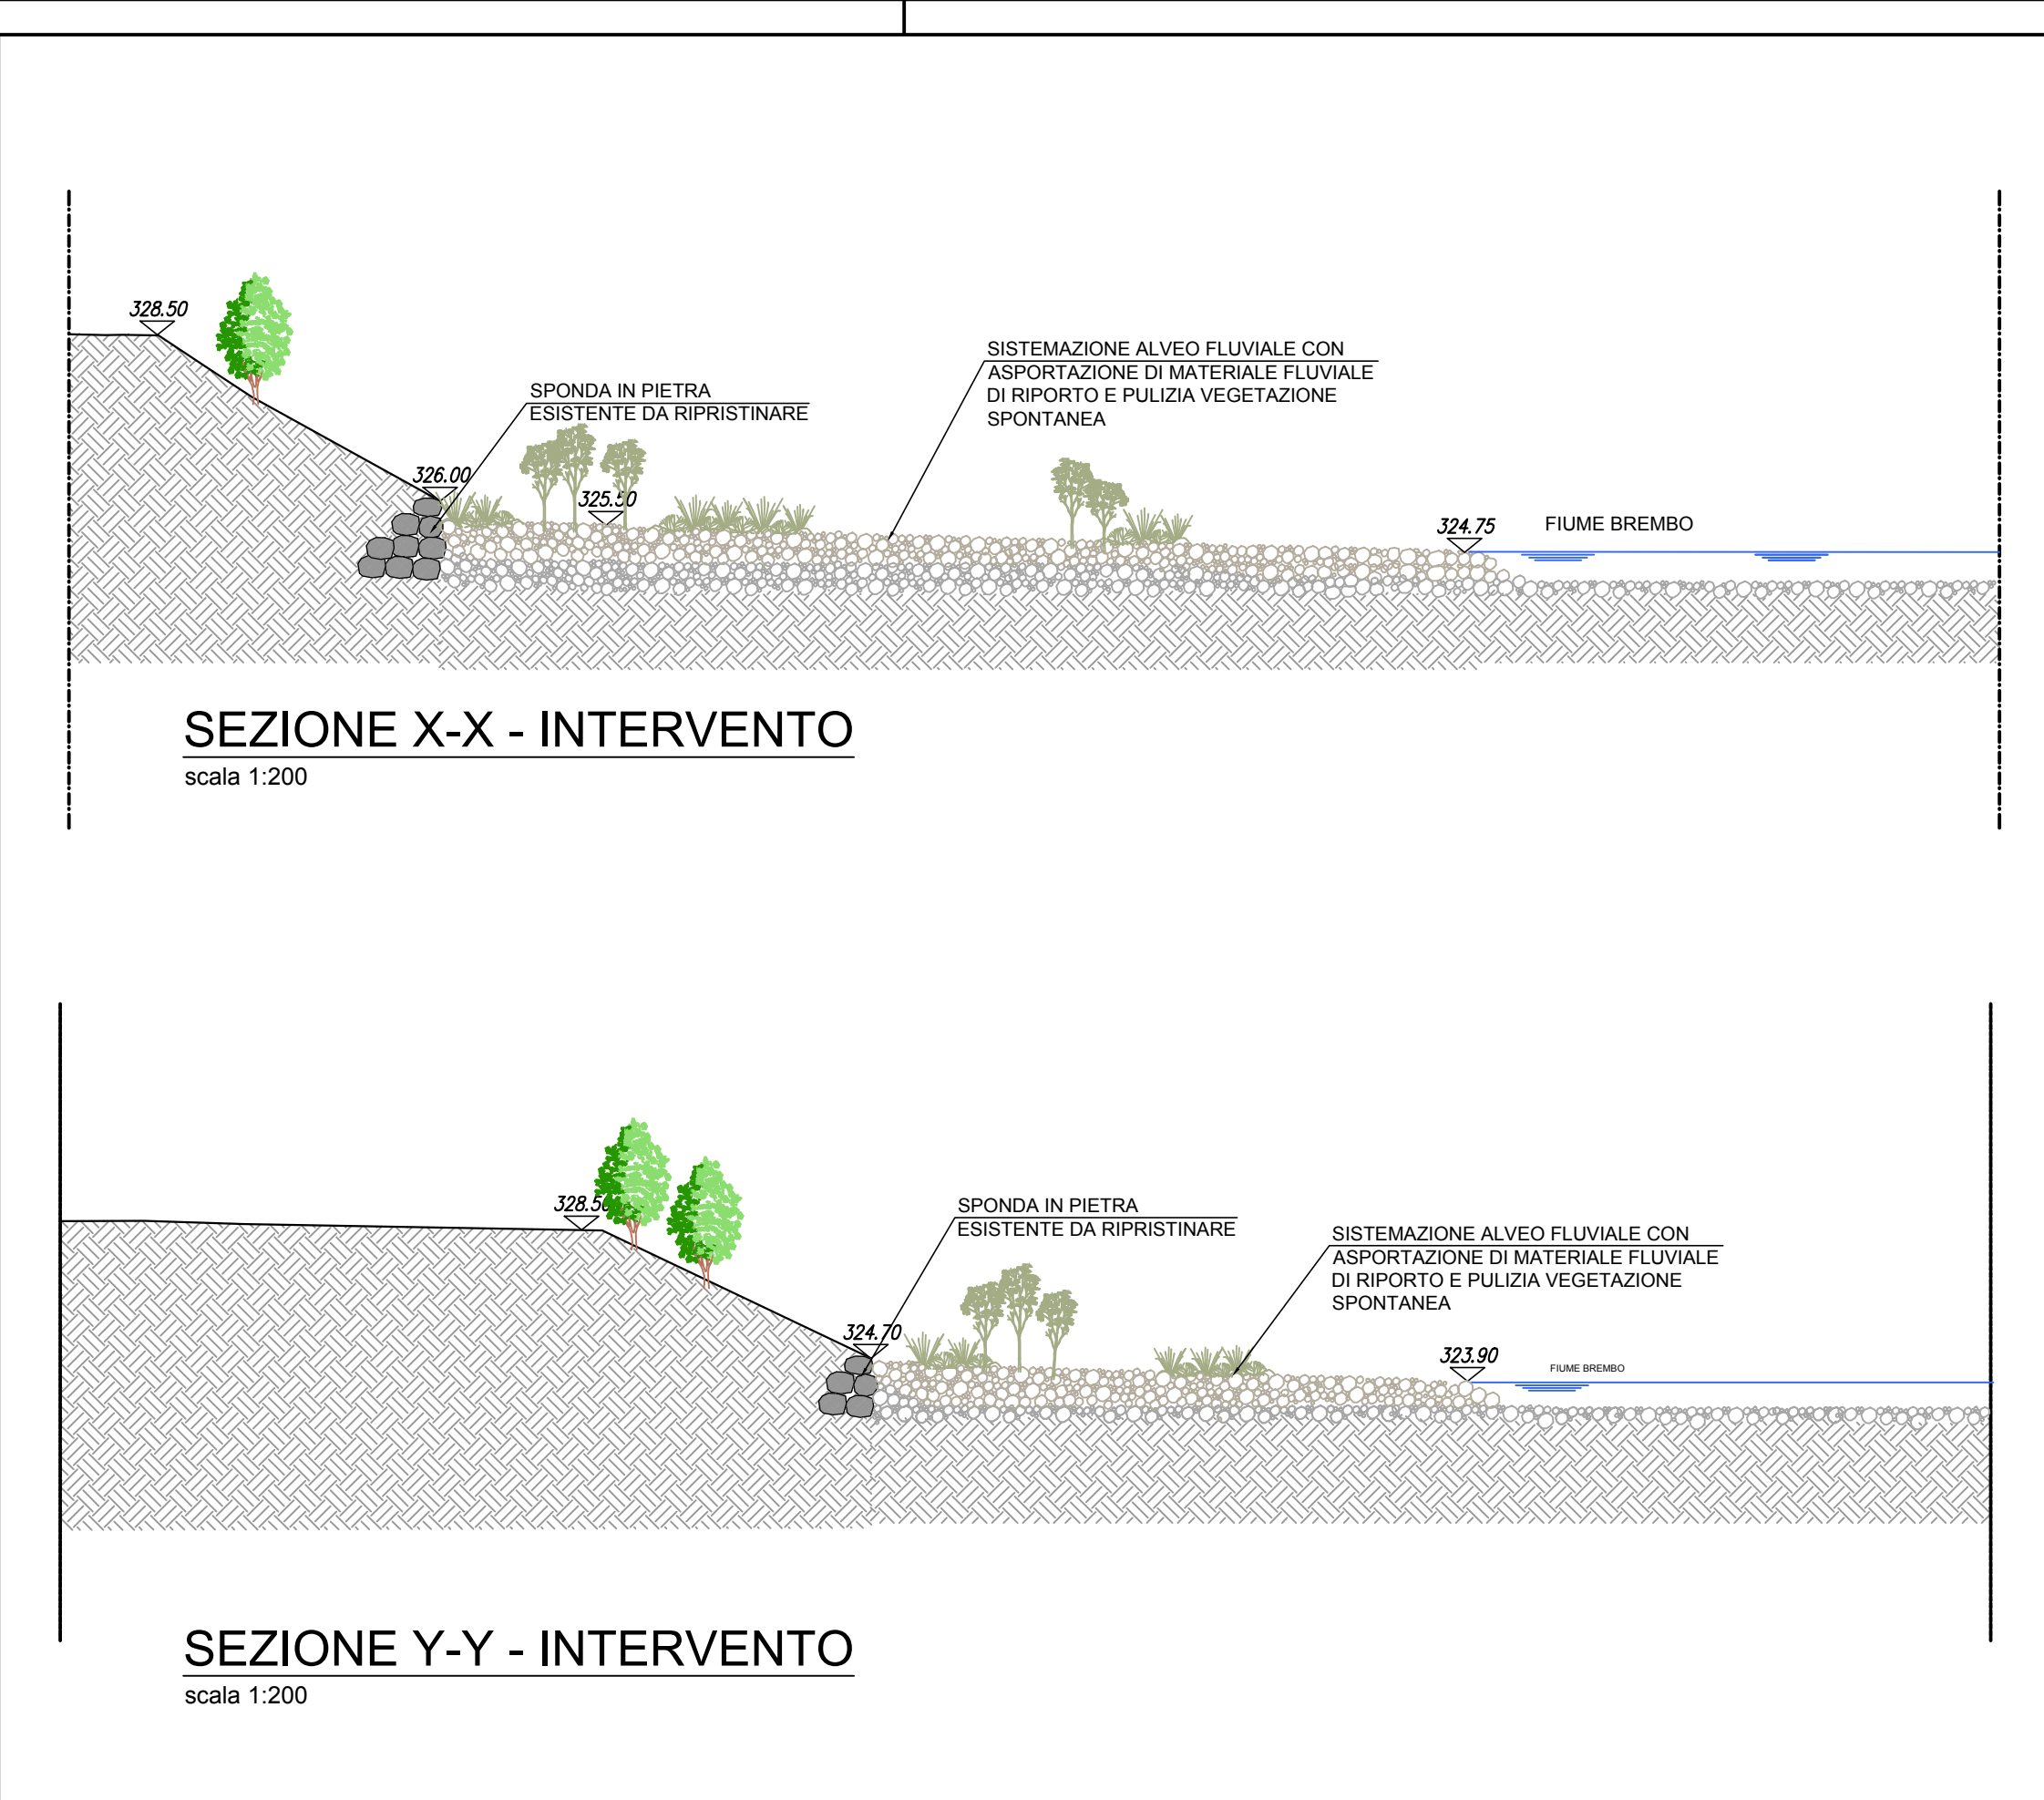 328.50
SISTEMAZIONE ALVEO FLUVIALE CON
ASPORTAZIONE DI MATERIALE FLUVIALE
DI RIPORTO E PULIZIA VEGETAZIONE
SPONTANEA
SPONDA IN PIETRA
ESISTENTE DA RIPRISTINARE
326.00
325.50
324.75
FIUME BREMBO
SEZIONE X-X - INTERVENTO
scala 1:200
328.50
SPONDA IN PIETRA
ESISTENTE DA RIPRISTINARE
SISTEMAZIONE ALVEO FLUVIALE CON
ASPORTAZIONE DI MATERIALE FLUVIALE
DI RIPORTO E PULIZIA VEGETAZIONE
SPONTANEA
324.70
323.90
FIUME BREMBO
SEZIONE Y-Y - INTERVENTO
scala 1:200